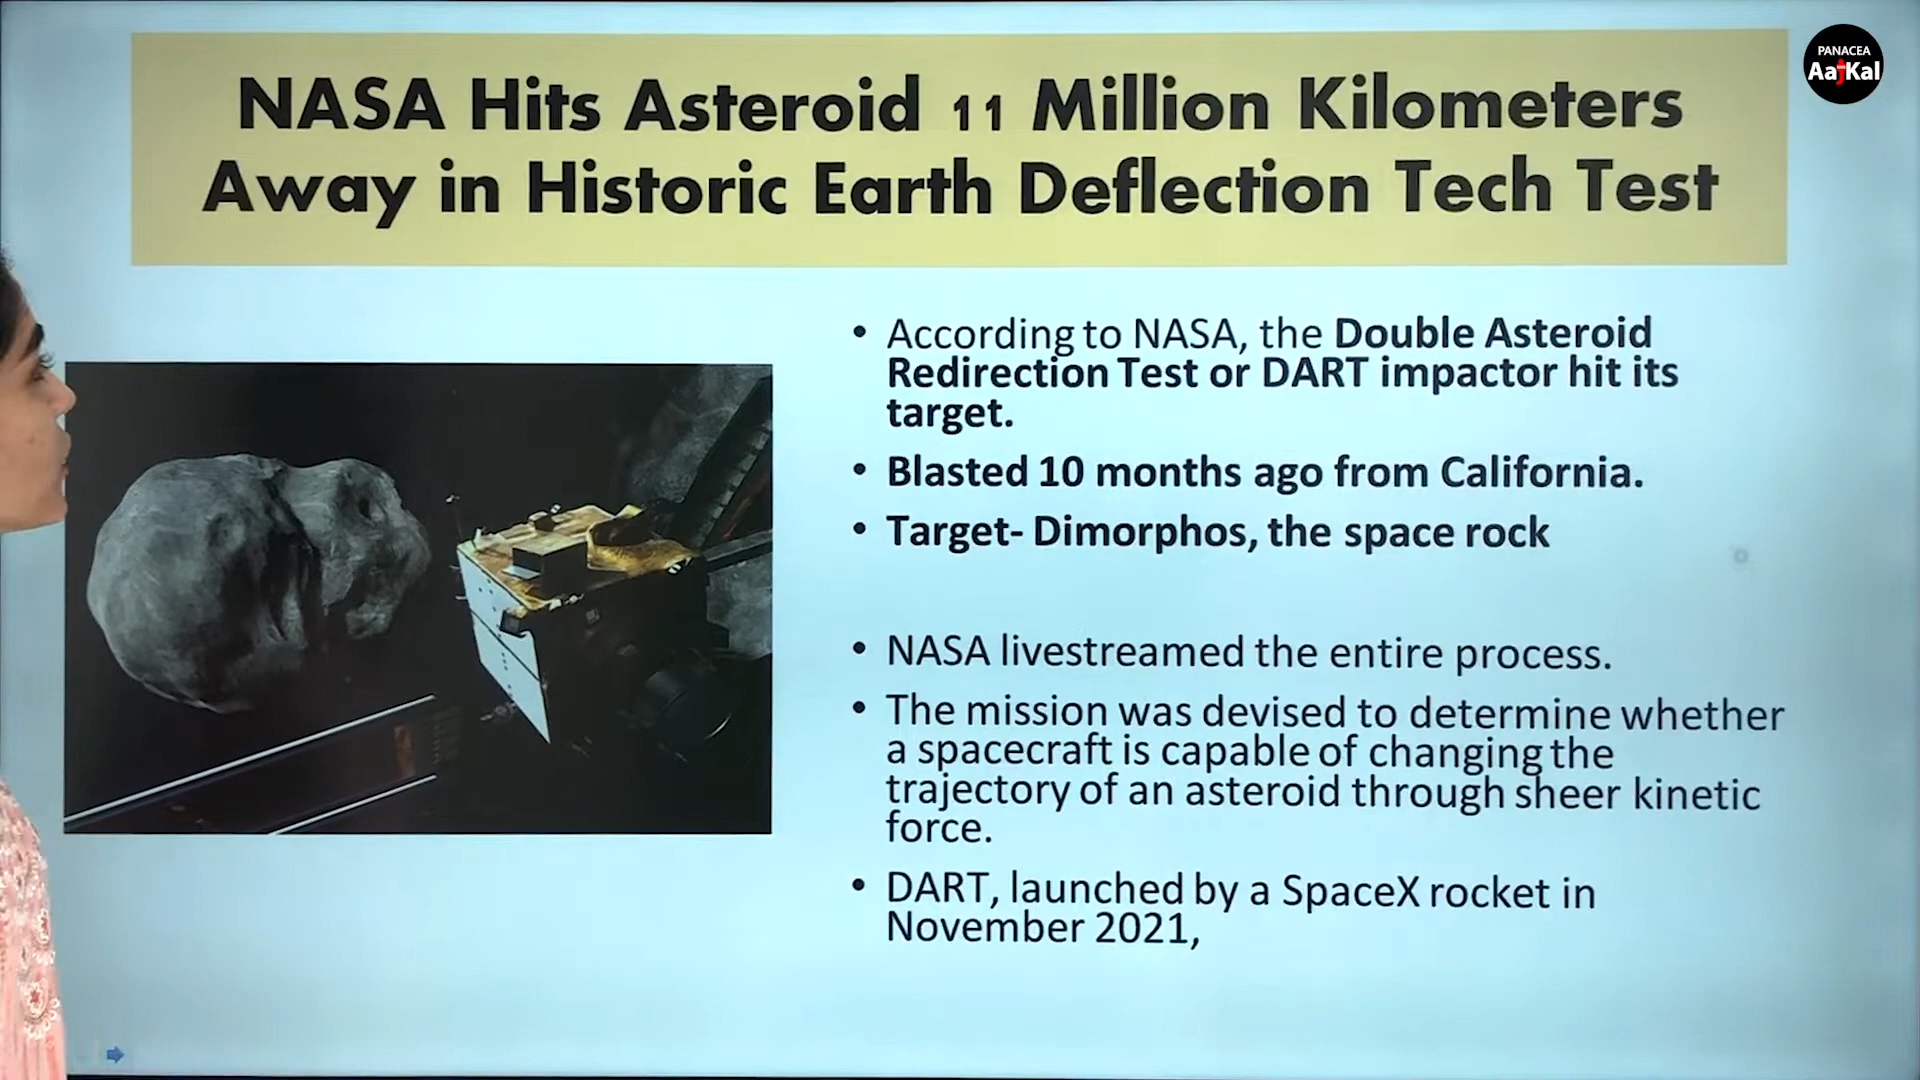 NASA Hits Asteroid 11 Million Kilometers
Away in Historic Earth Deflection Tech Test
PANACEA
AajKal
• According to NASA, the Double Asteroid
Redirection Test or DART impactor hit its
target.
• Blasted 10 months ago from California.
• Target- Dimorphos, the space rock
• NASA livestreamed the entire process.
• The mission was devised to determine whether
a spacecraft is capable of changing the
trajectory of an asteroid through sheer kinetic
force.
• DART, launched by a SpaceX rocket in
November 2021,